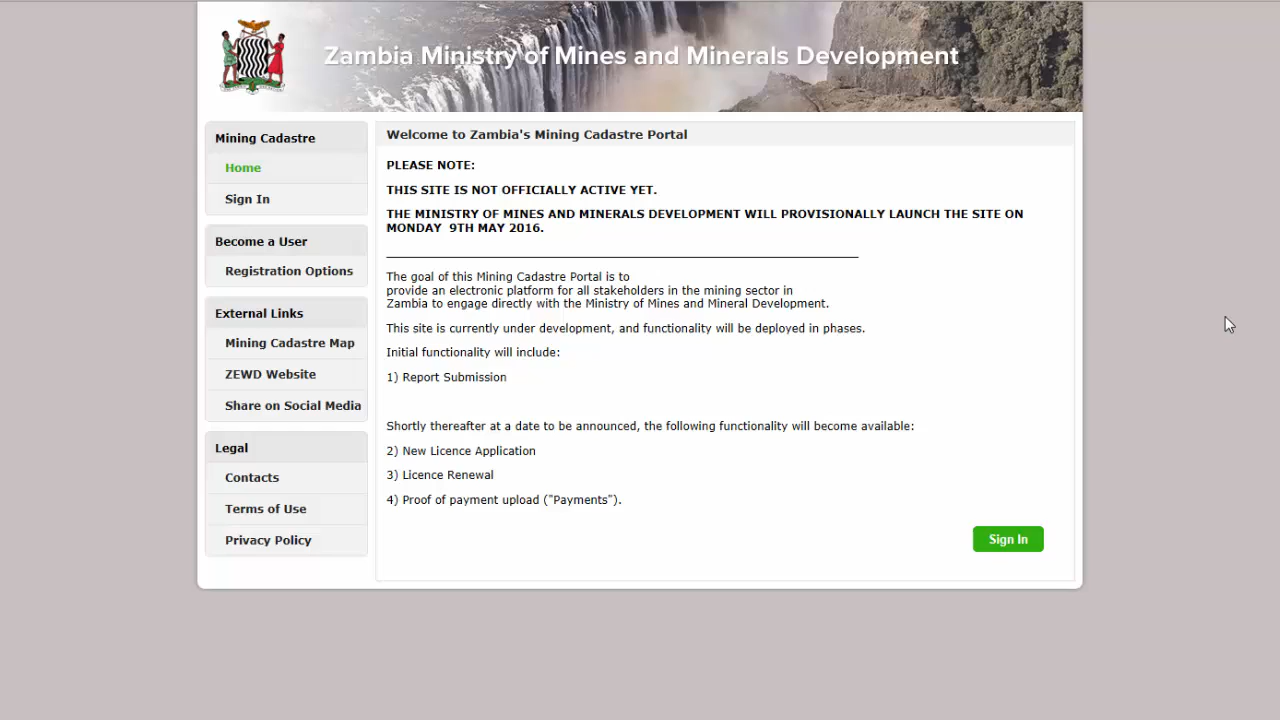 Zambia Ministry of Mines and Minerals Development
Mining Cadastre
Home
Sign In
Become a User
Registration Options
External Links
Mining Cadastre Map
ZEWD Website
Share on Social Media
Legal
Contacts
Terms of Use
Privacy Policy
Welcome to Zambia's Mining Cadastre Portal
PLEASE NOTE:
THIS SITE IS NOT OFFICIALLY ACTIVE YET.
THE MINISTRY OF MINES AND MINERALS DEVELOPMENT WILL PROVISIONALLY LAUNCH THE SITE ON
MONDAY 9TH MAY 2016.
The goal of this Mining Cadastre Portal is to
provide an electronic platform for all stakeholders in the mining sector in
Zambia to engage directly with the Ministry of Mines and Mineral Development.
This site is currently under development, and functionality will be deployed in phases.
Initial functionality will include:
1) Report Submission
Shortly thereafter at a date to be announced, the following functionality will become available:
2) New Licence Application
3) Licence Renewal
4) Proof of payment upload ("Payments").
Sign In